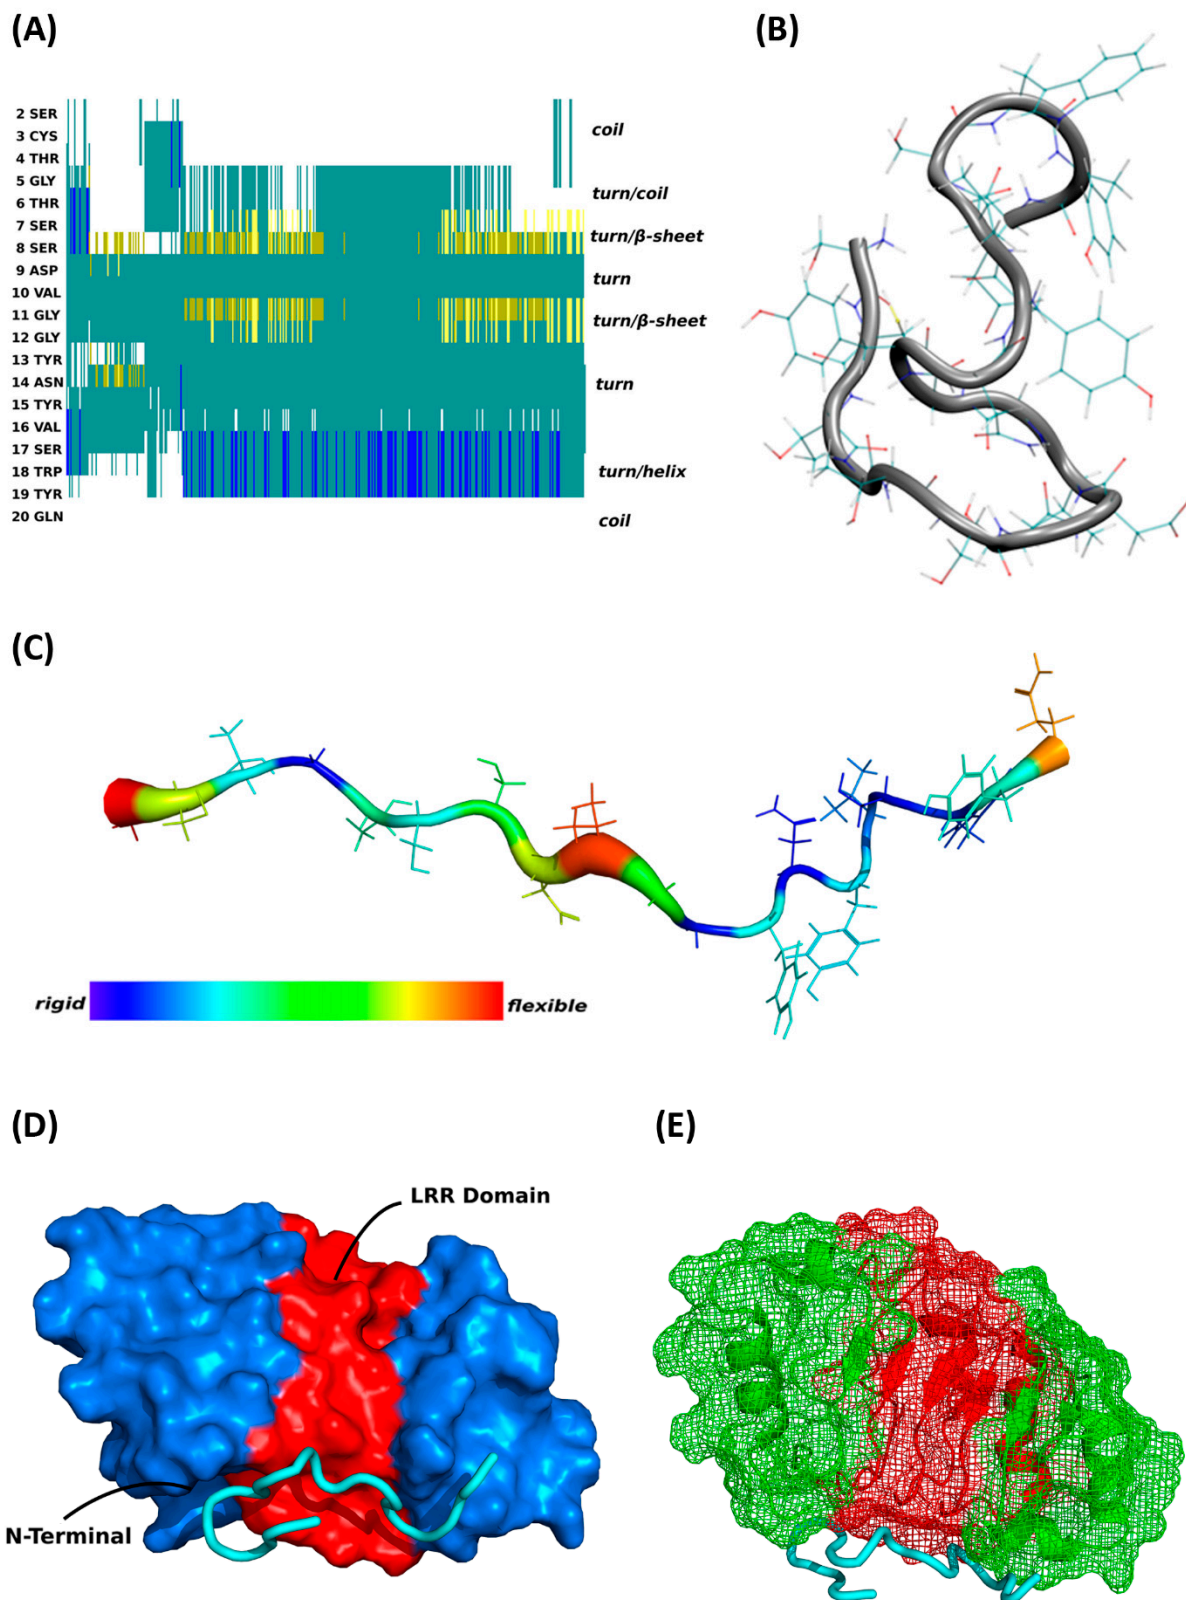 (A)
(B)
2 SER
3 CYS
4 THR
5 GLY
6 THR
7 SER
8 SER
9 ASP
10 VAL
11 GLY
12 GLY
13 TYR
14 ASN
15 TYR
16 VAL
17 SER
18 TRP
19 TYR
20 GLN
coil
turn/coil
turn/β-sheet
turn
turn/β-sheet
turn
turn/helix
coil
(C)
rigid
flexible
(D)
(E)
LRR Domain
N-Terminal